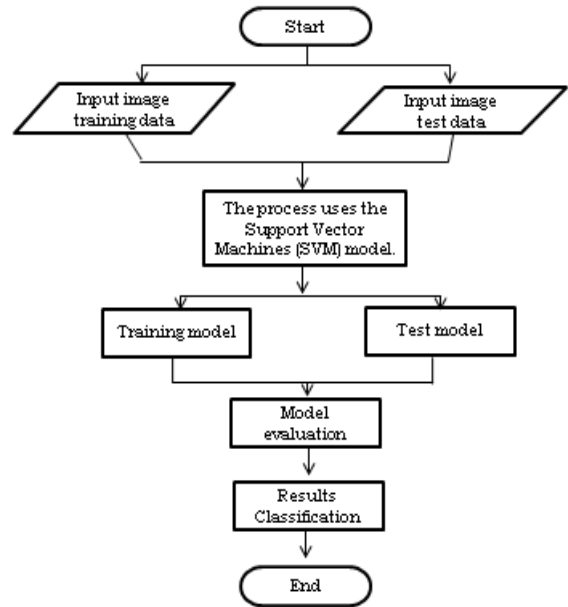 Start
Input image
training data
Input image
test data
The process uses the
Support Vector
Machines (SVM) model.
Training model
Test model
Model
evaluation
Results
Classification
End